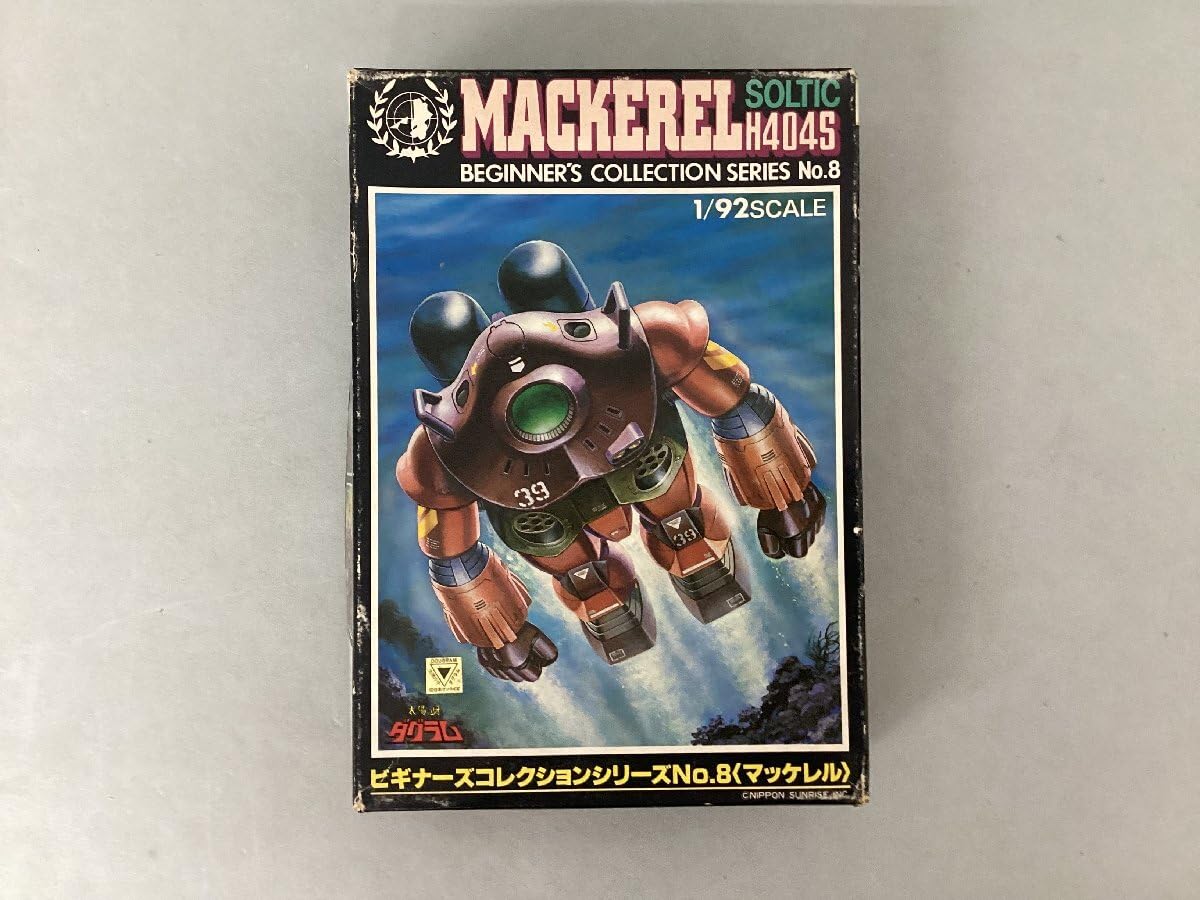 MACKEREL
SOLTIC
H404S
BEGINNER'S COLLECTION SERIES No.8
1/92SCALE
39
39
太陽の牙
ダグラム
ビギナーズコレクションシリーズNo.8〈マッケレル〉
©NIPPON SUNRISE, INC.